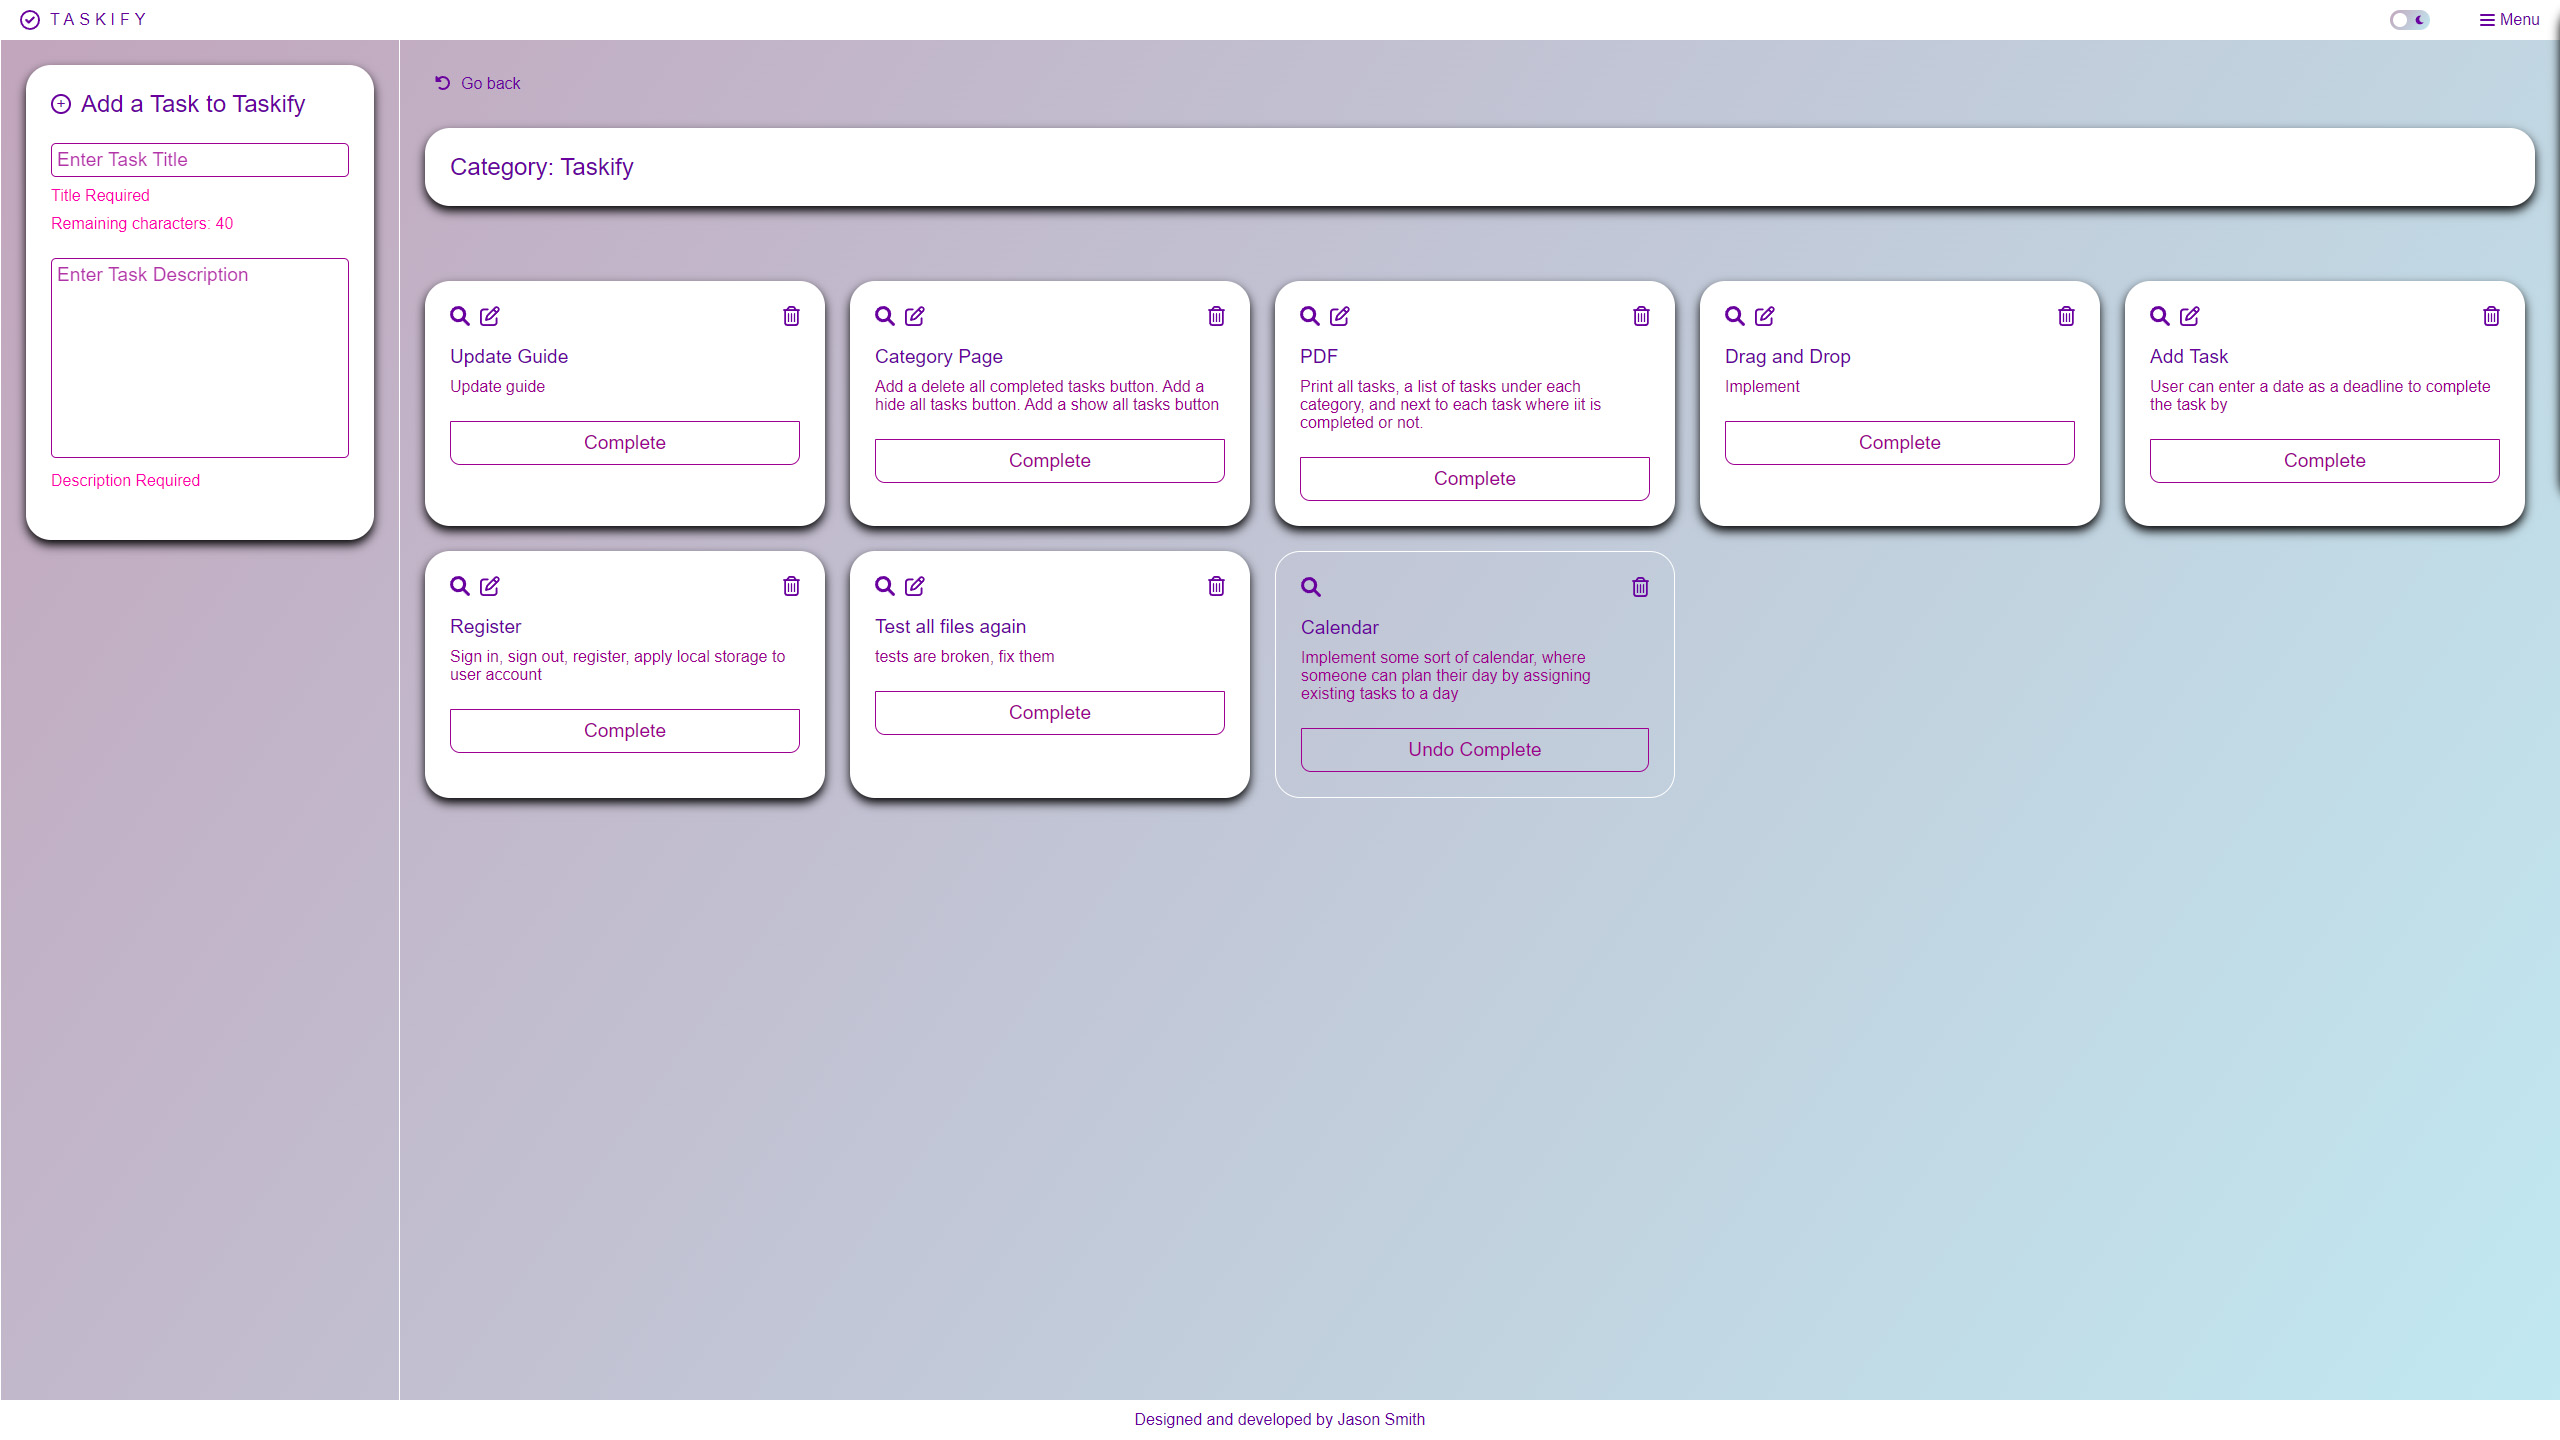 TASKIFY
Menu
Add a Task to Taskify
Enter Task Title
Title Required
Remaining characters: 40
Enter Task Description
Description Required
Go back
Category: Taskify
Update Guide
Update guide
Complete
Category Page
Add a delete all completed tasks button. Add a
hide all tasks button. Add a show all tasks button
Complete
PDF
Print all tasks, a list of tasks under each
category, and next to each task where iit is
completed or not.
Complete
Drag and Drop
Implement
Complete
Add Task
User can enter a date as a deadline to complete
the task by
Complete
Register
Sign in, sign out, register, apply local storage to
user account
Complete
Test all files again
tests are broken, fix them
Complete
Calendar
Implement some sort of calendar, where
someone can plan their day by assigning
existing tasks to a day
Undo Complete
Designed and developed by Jason Smith